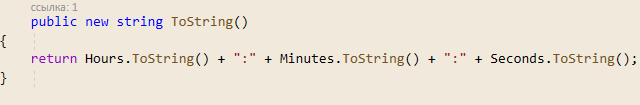 ссылка: 1
public new string ToString()
{
return Hours.ToString() + ":" + Minutes.ToString() + ":" + Seconds.ToString();
}